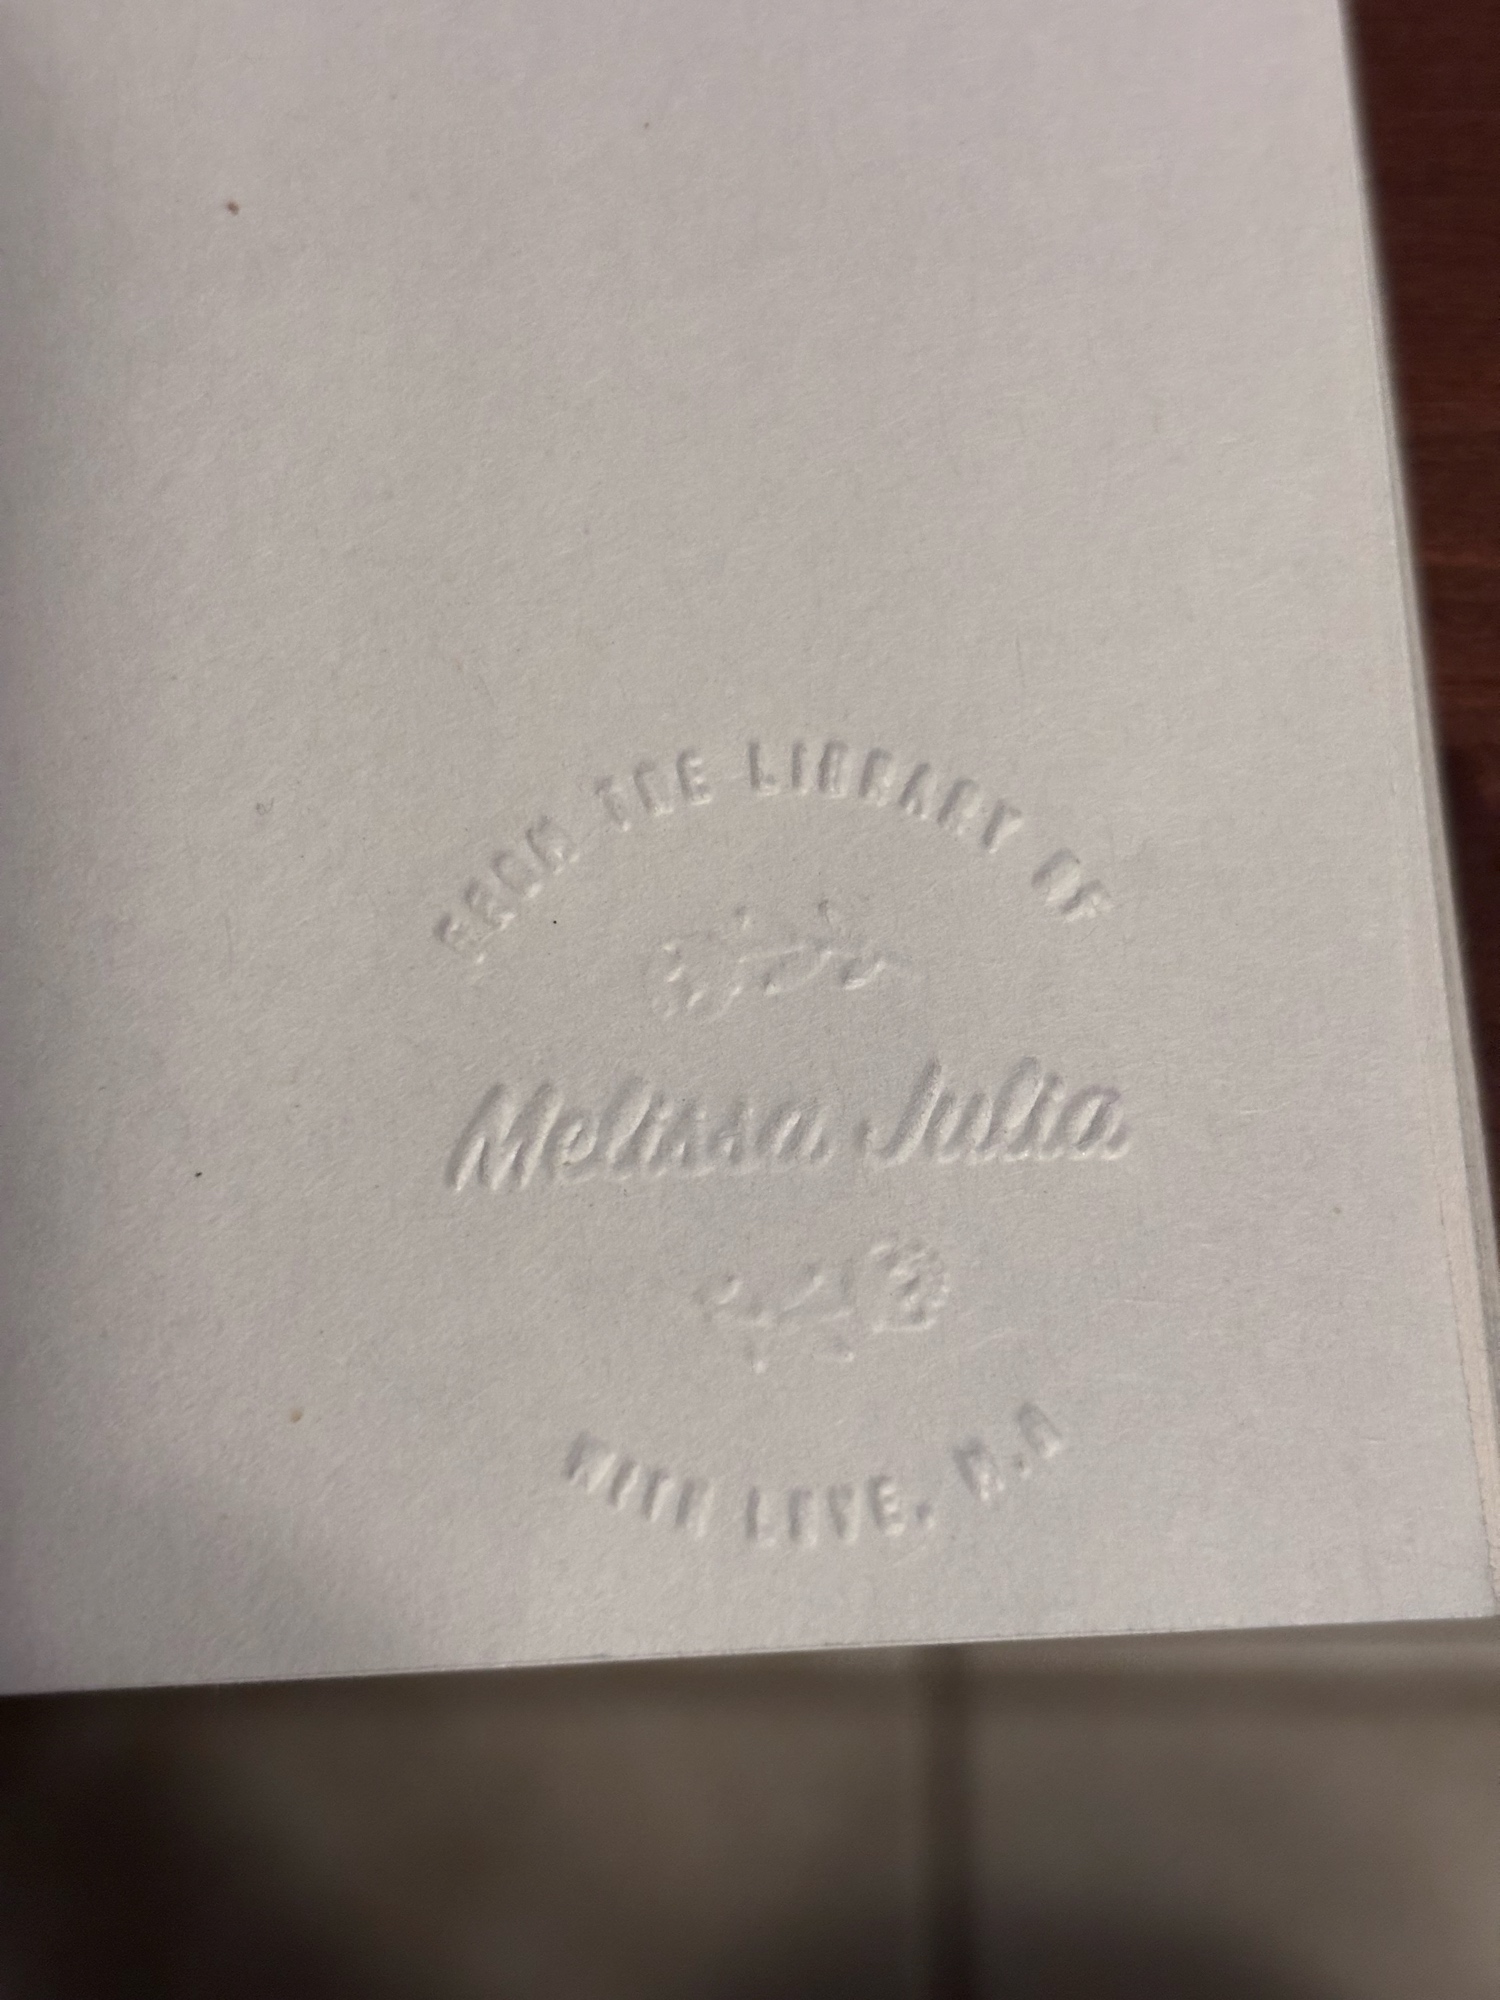 FROM THE LIBRARY OF
Melissa Julia
WITH LOVE, M.A